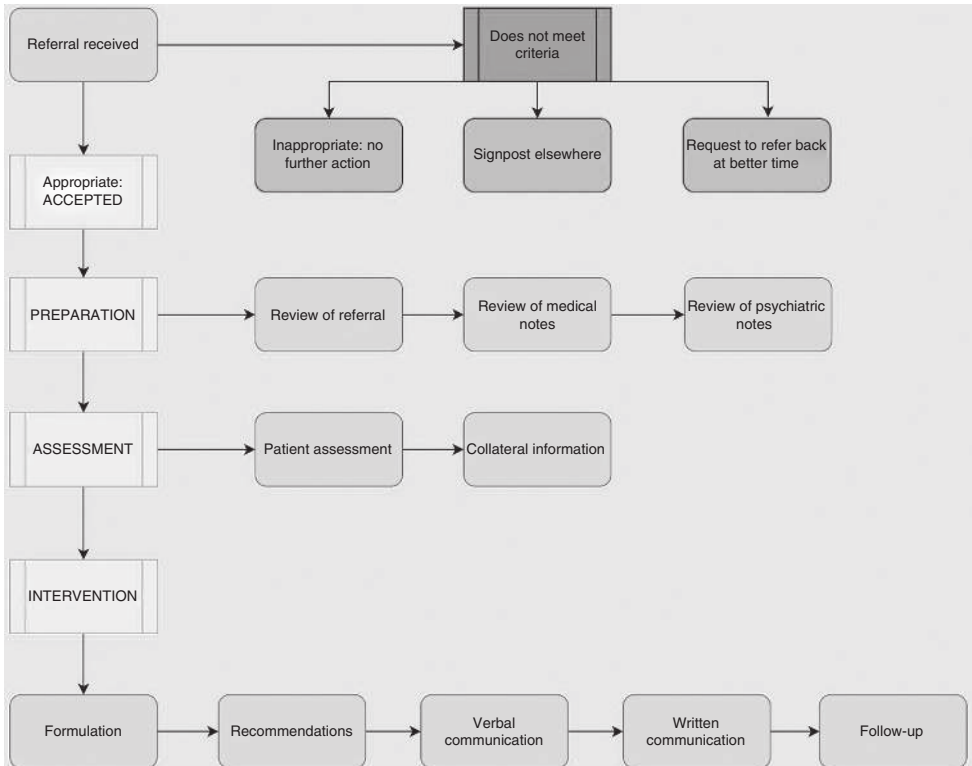 Referral received
Does not meet
criteria
Inappropriate: no
further action
Signpost elsewhere
Request to refer back
at better time
Appropriate:
ACCEPTED
PREPARATION
Review of referral
Review of medical
notes
Review of psychiatric
notes
ASSESSMENT
Patient assessment
Collateral information
INTERVENTION
Formulation
Recommendations
Verbal
communication
Written
communication
Follow-up